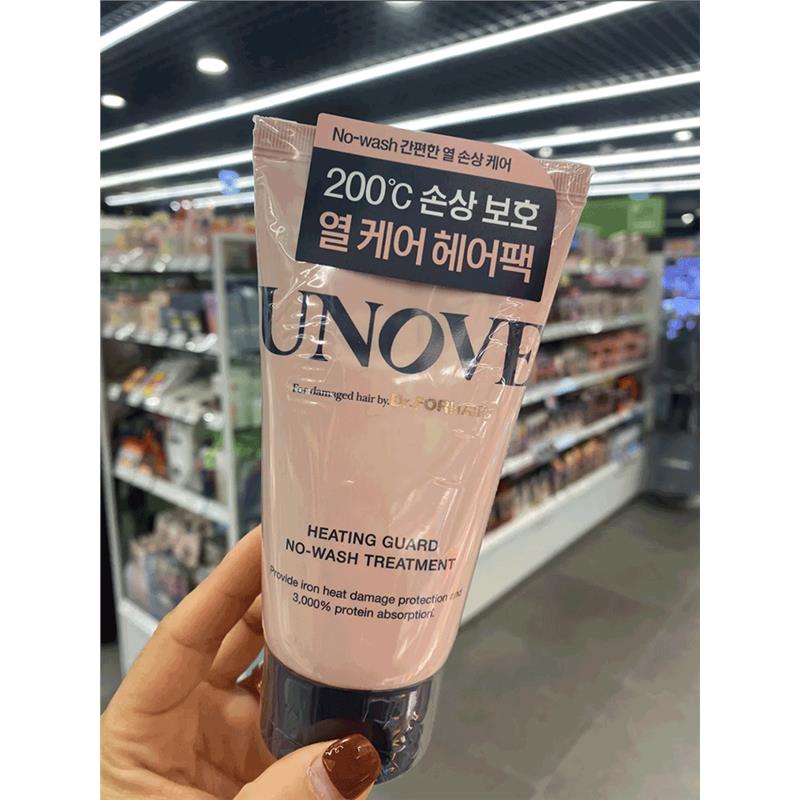 No-wash 간편한 열 손상 케어
200℃ 손상 보호
열 케어 헤어팩
UNOVE
For damaged hair by. Dr.FORHAIR
HEATING GUARD
NO-WASH TREATMENT
Provide iron heat damage protection and
3,000% protein absorption.